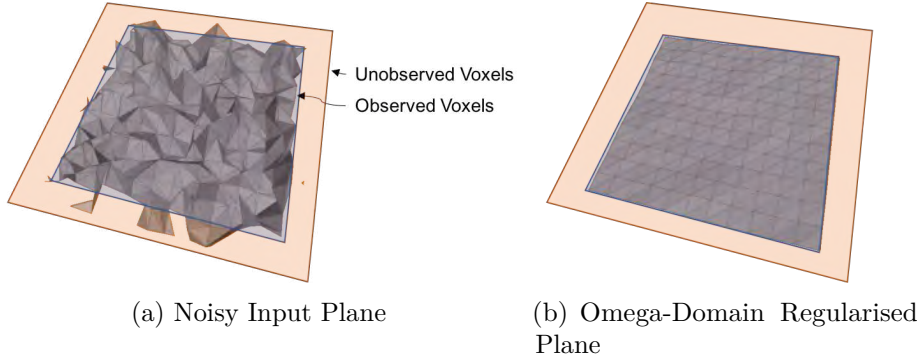 Unobserved Voxels
Observed Voxels
(a) Noisy Input Plane
(b) Omega-Domain Regularised
Plane